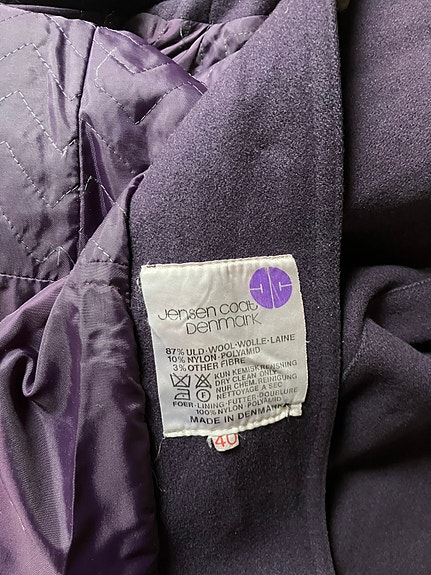 Jensen coat
Denmark
87% ULD·WOOL·WOLLE·LAINE
10% NYLON·POLYAMID
3% OTHER FIBRE
KUN KEMISK RENSNING
DRY CLEAN ONLY
NUR CHEM. REINIGUNG
NETTOYAGE A SEC
F
FOER·LINING·FUTTER·DOUBLURE
100% NYLON·POLYAMID
MADE IN DENMARK
40